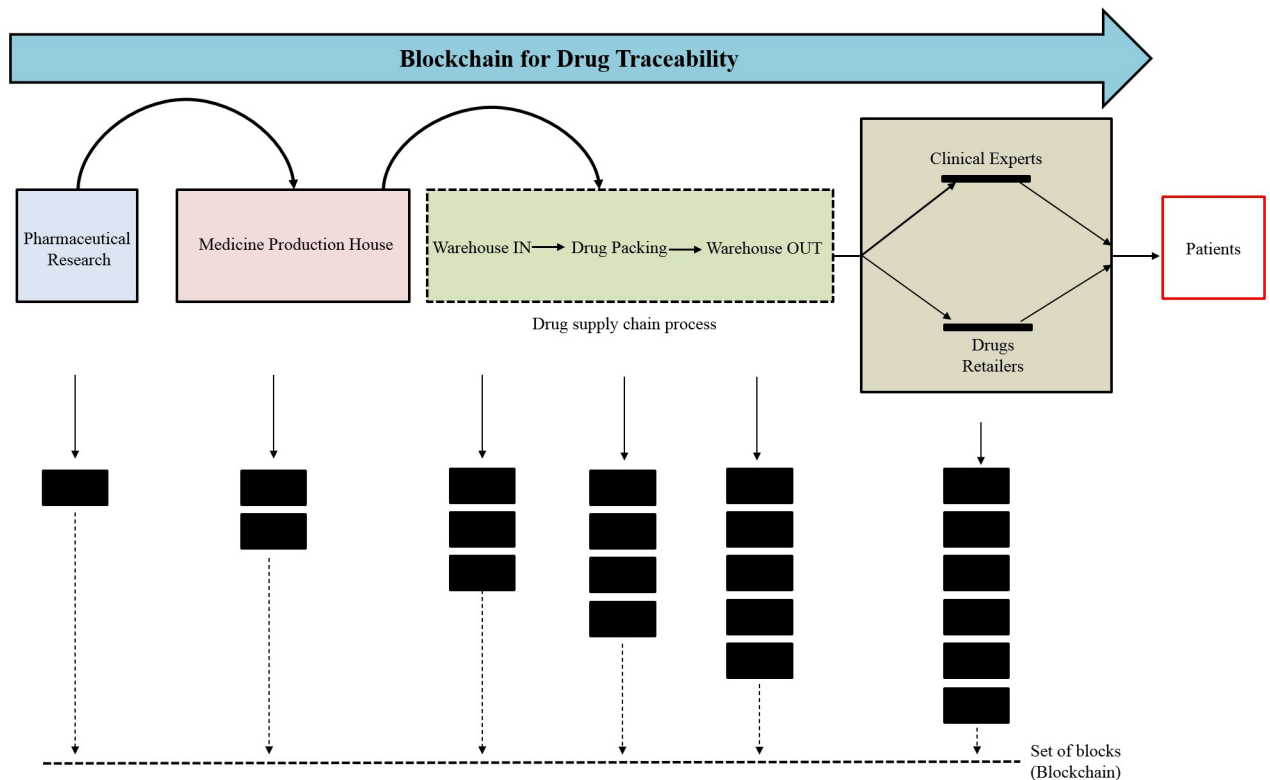 Blockchain for Drug Traceability
Clinical Experts
Pharmaceutical
Research
Medicine Production House
Warehouse IN
Drug Packing
Warehouse OUT
Patients
Drug supply chain process
Drugs
Retailers
Set of blocks
(Blockchain)